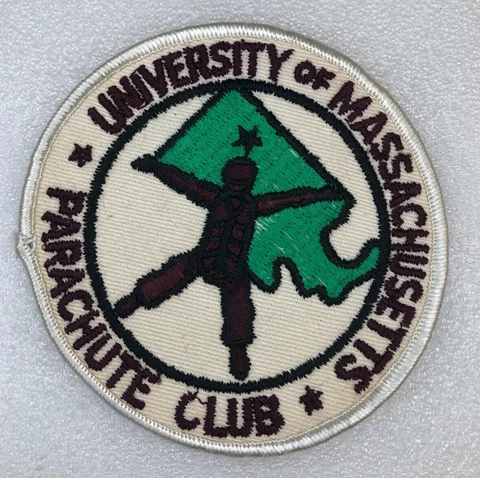 UNIVERSITY OF MASSACHUSETTS
PARACHUTE CLUB